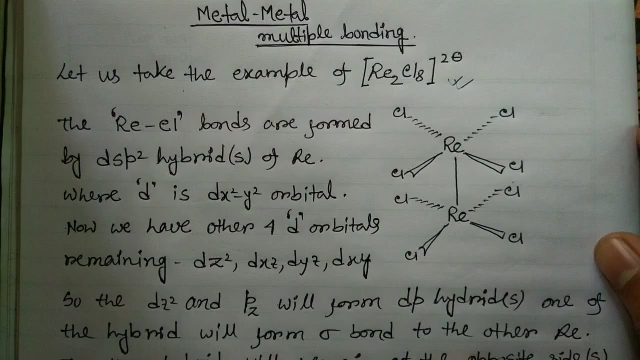 Metal-Metal
multiple bonding.
Let us take the example of [Re2Cl8]2⊖
The 'Re-Cl' bonds are formed
by dsp2 hybrid(s) of Re.
where 'd' is dx2-y2 orbital.
Now we have other 4 'd' orbitals
remaining - dz2, dxz, dyz, dxy
Cl Cl
Re
Cl Cl
Cl Cl
Re
Cl Cl
So the dz2 and pz will form dp hydrid(s) one of
the hybrid will form σ bond to the other Re.